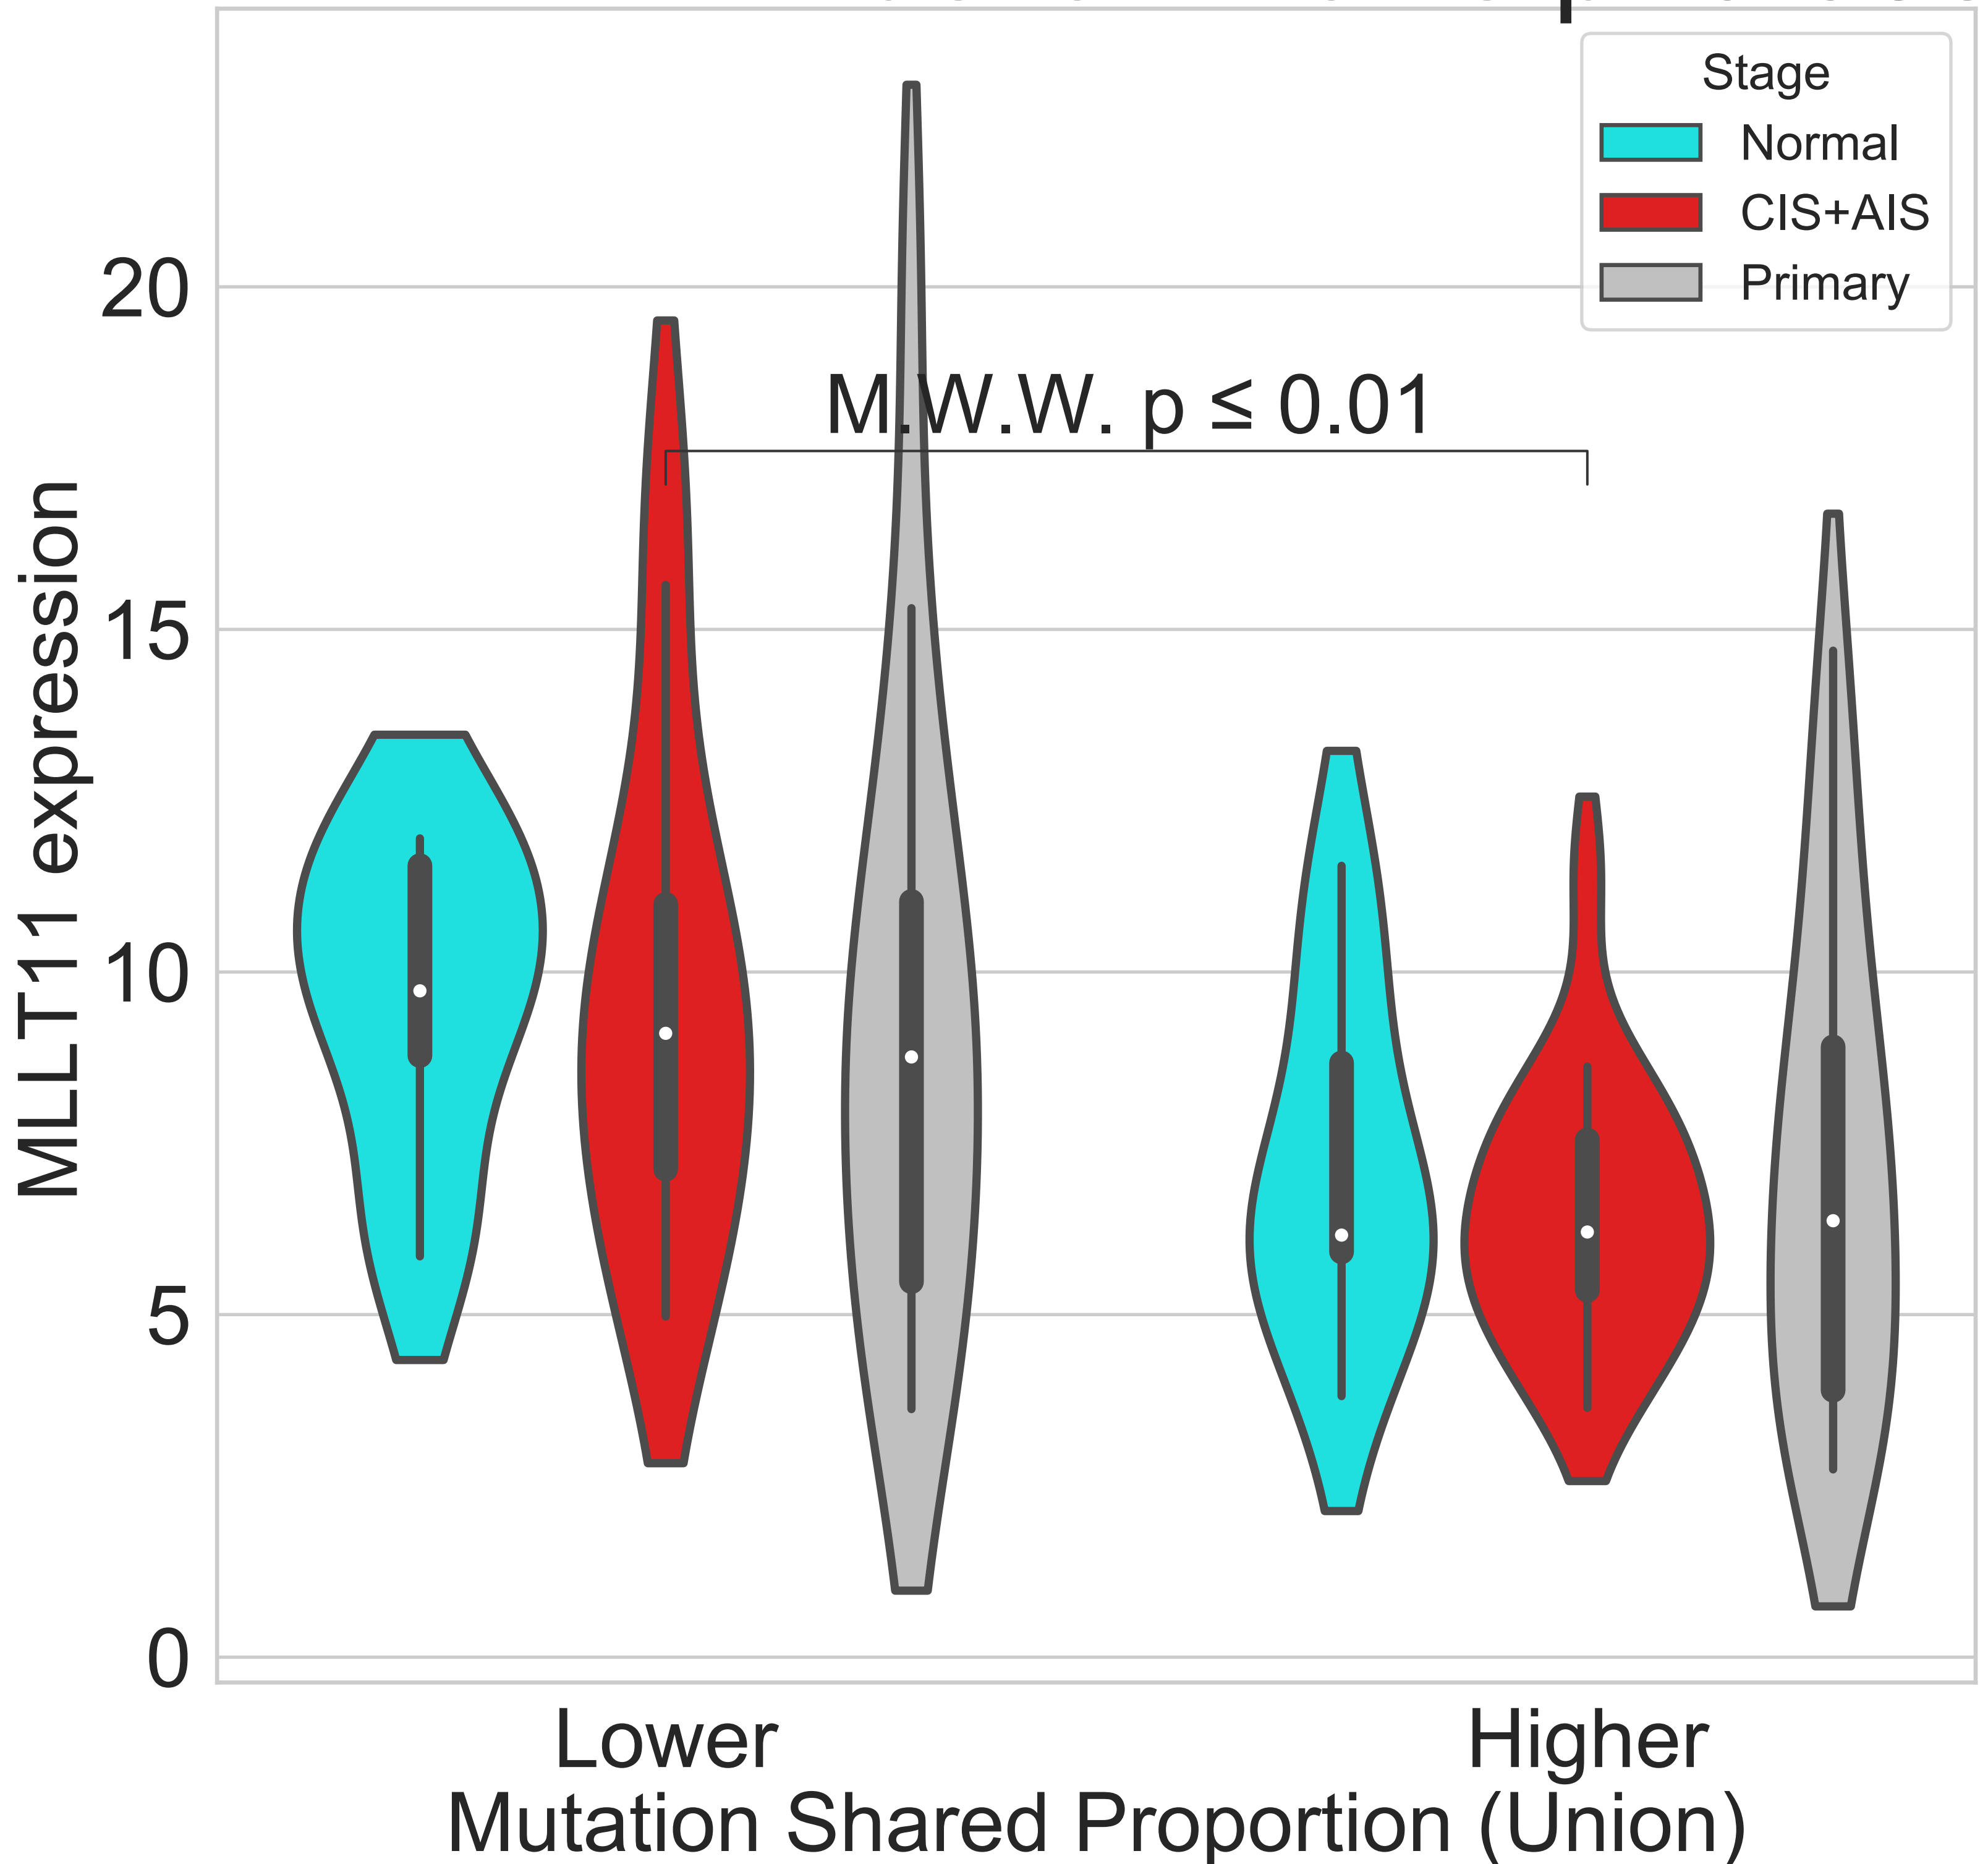 Stage
Normal
CIS+AIS
Primary
M.W.W. p ≤ 0.01
20
15
10
5
0
MLLT11 expression
Lower
Higher
Mutation Shared Proportion (Union)